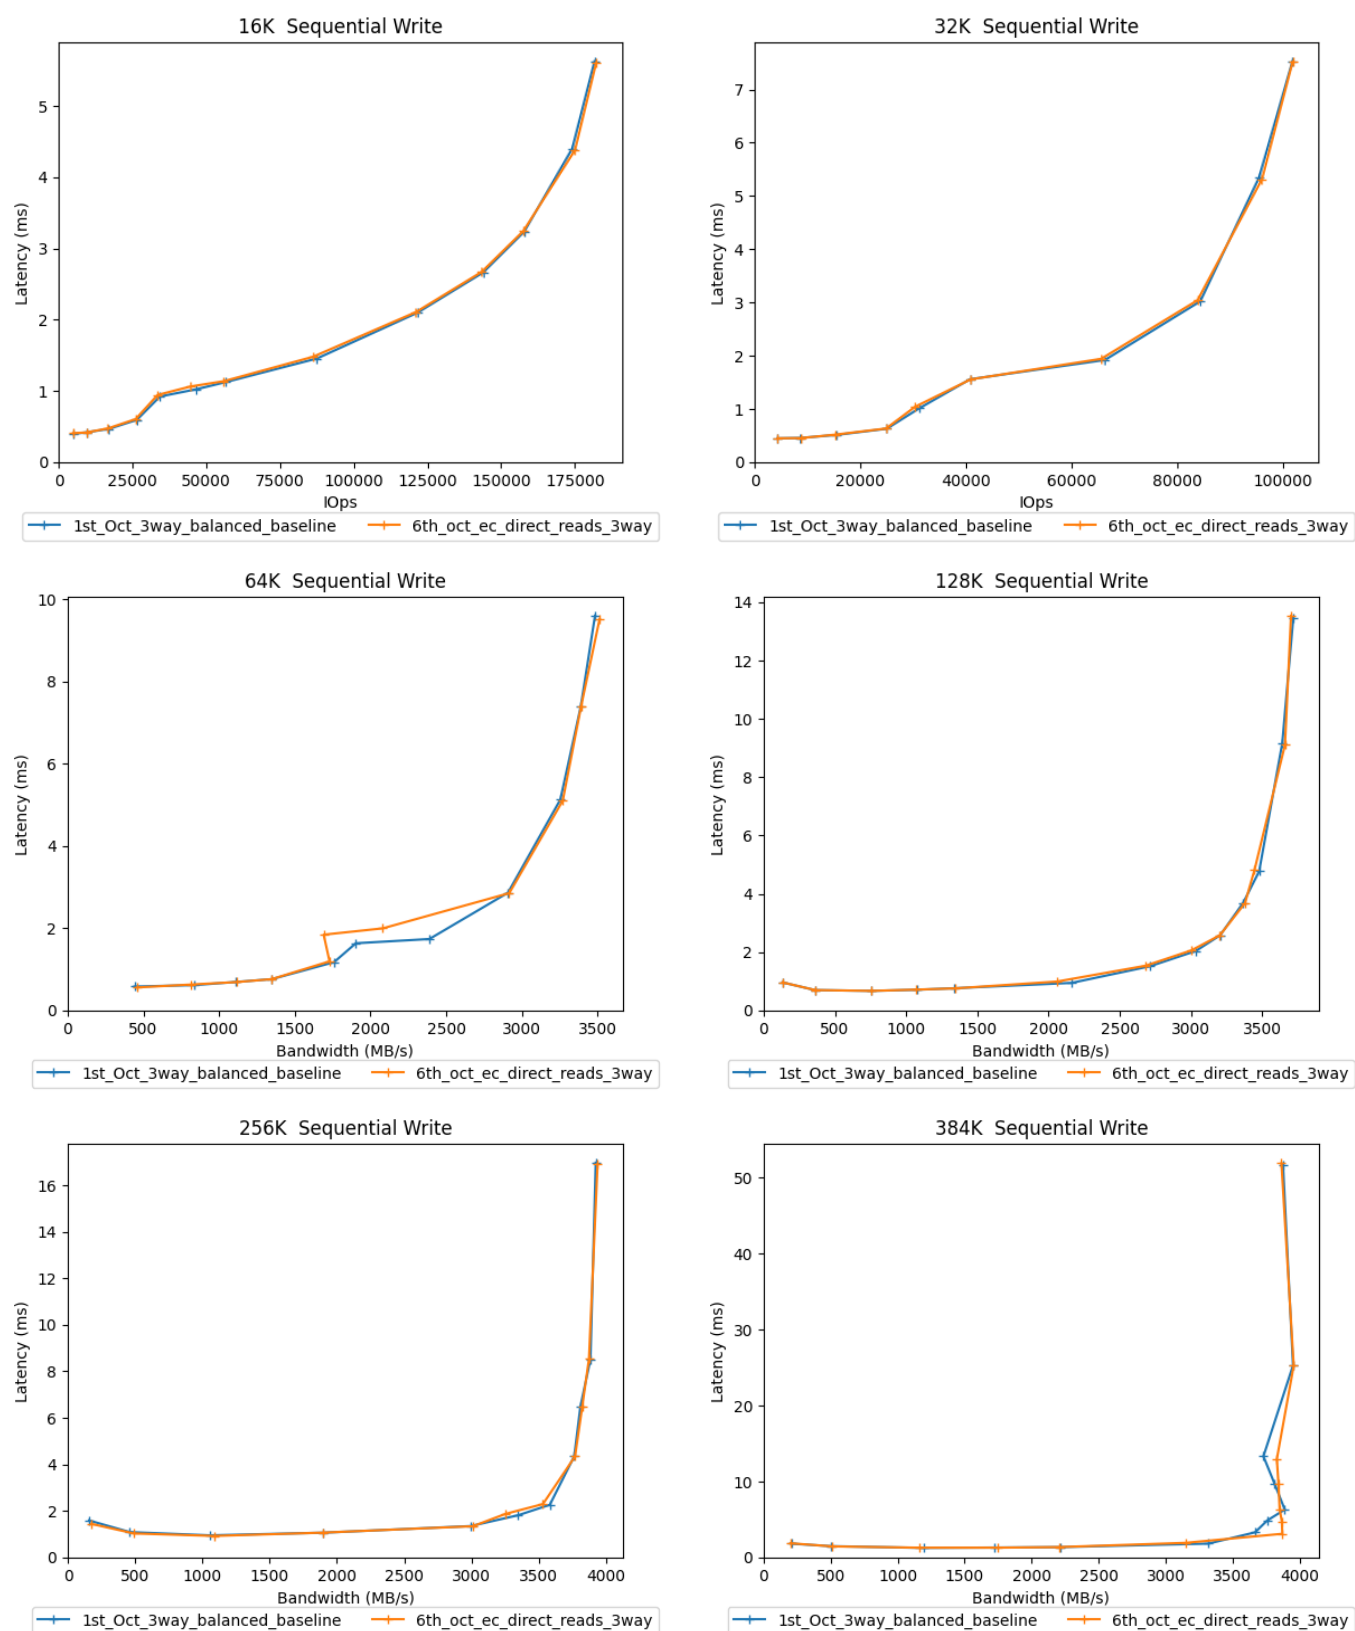 16K  Sequential Write
Latency (ms)
5
4
3
2
1
0
0 25000 50000 75000 100000 125000 150000 175000
IOps
1st_Oct_3way_balanced_baseline 6th_oct_ec_direct_reads_3way
32K  Sequential Write
Latency (ms)
7
6
5
4
3
2
1
0
0 20000 40000 60000 80000 100000
IOps
1st_Oct_3way_balanced_baseline 6th_oct_ec_direct_reads_3way
64K  Sequential Write
Latency (ms)
10
8
6
4
2
0
0 500 1000 1500 2000 2500 3000 3500
Bandwidth (MB/s)
1st_Oct_3way_balanced_baseline 6th_oct_ec_direct_reads_3way
128K  Sequential Write
Latency (ms)
14
12
10
8
6
4
2
0
0 500 1000 1500 2000 2500 3000 3500
Bandwidth (MB/s)
1st_Oct_3way_balanced_baseline 6th_oct_ec_direct_reads_3way
256K  Sequential Write
Latency (ms)
16
14
12
10
8
6
4
2
0
0 500 1000 1500 2000 2500 3000 3500 4000
Bandwidth (MB/s)
1st_Oct_3way_balanced_baseline 6th_oct_ec_direct_reads_3way
384K  Sequential Write
Latency (ms)
50
40
30
20
10
0
0 500 1000 1500 2000 2500 3000 3500 4000
Bandwidth (MB/s)
1st_Oct_3way_balanced_baseline 6th_oct_ec_direct_reads_3way